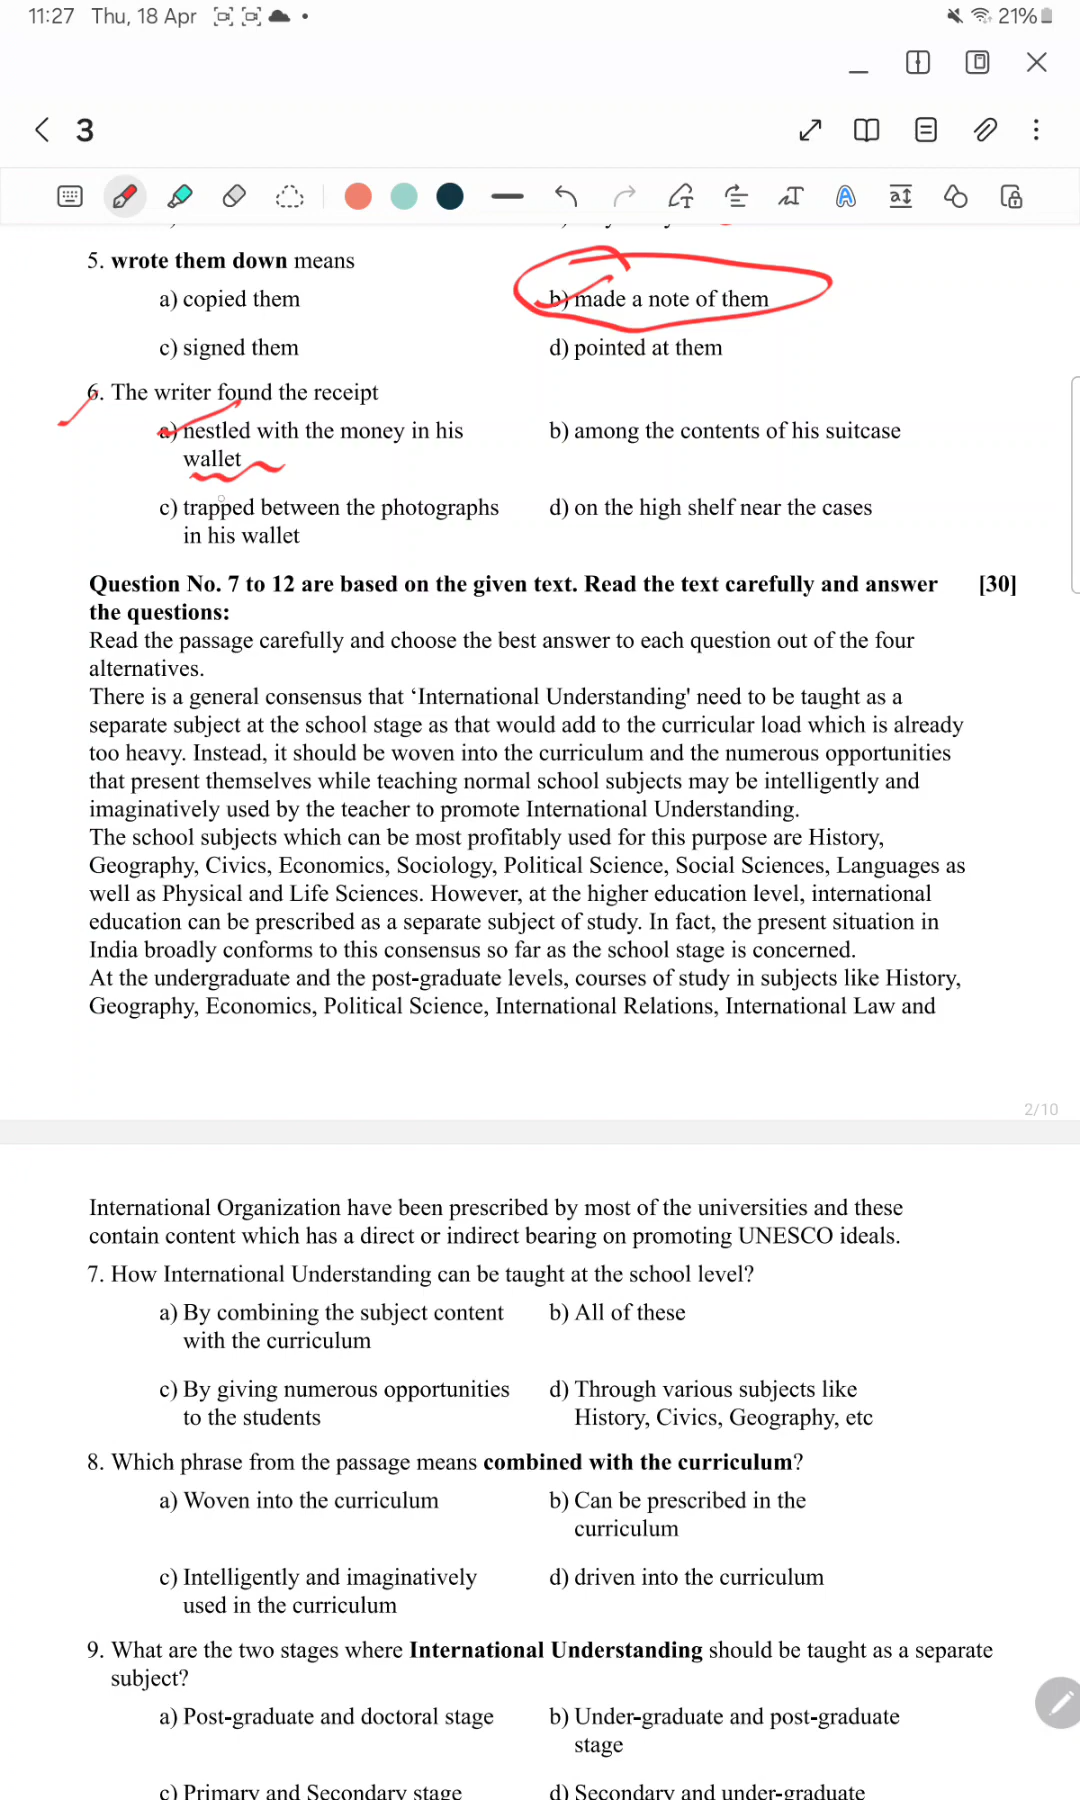 11:27 Thu, 18 Apr
21%
3
5. wrote them down means
a) copied them
b) made a note of them
c) signed them
d) pointed at them
6. The writer found the receipt
a) nestled with the money in his
wallet
b) among the contents of his suitcase
c) trapped between the photographs
in his wallet
d) on the high shelf near the cases
Question No. 7 to 12 are based on the given text. Read the text carefully and answer [30]
the questions:
Read the passage carefully and choose the best answer to each question out of the four
alternatives.
There is a general consensus that ‘International Understanding' need to be taught as a
separate subject at the school stage as that would add to the curricular load which is already
too heavy. Instead, it should be woven into the curriculum and the numerous opportunities
that present themselves while teaching normal school subjects may be intelligently and
imaginatively used by the teacher to promote International Understanding.
The school subjects which can be most profitably used for this purpose are History,
Geography, Civics, Economics, Sociology, Political Science, Social Sciences, Languages as
well as Physical and Life Sciences. However, at the higher education level, international
education can be prescribed as a separate subject of study. In fact, the present situation in
India broadly conforms to this consensus so far as the school stage is concerned.
At the undergraduate and the post-graduate levels, courses of study in subjects like History,
Geography, Economics, Political Science, International Relations, International Law and
2/10
International Organization have been prescribed by most of the universities and these
contain content which has a direct or indirect bearing on promoting UNESCO ideals.
7. How International Understanding can be taught at the school level?
a) By combining the subject content
with the curriculum
b) All of these
c) By giving numerous opportunities
to the students
d) Through various subjects like
History, Civics, Geography, etc
8. Which phrase from the passage means combined with the curriculum?
a) Woven into the curriculum
b) Can be prescribed in the
curriculum
c) Intelligently and imaginatively
used in the curriculum
d) driven into the curriculum
9. What are the two stages where International Understanding should be taught as a separate
subject?
a) Post-graduate and doctoral stage
b) Under-graduate and post-graduate
stage
c) Primary and Secondary stage
d) Secondary and under-graduate